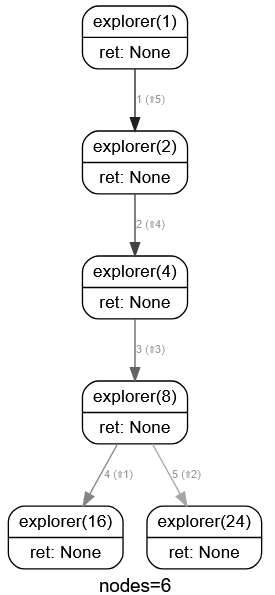 explorer(1)
ret: None
1 (⇑5)
explorer(2)
ret: None
2 (⇑4)
explorer(4)
ret: None
3 (⇑3)
explorer(8)
ret: None
4 (⇑1)
5 (⇑2)
explorer(16)
explorer(24)
ret: None
ret: None
nodes=6